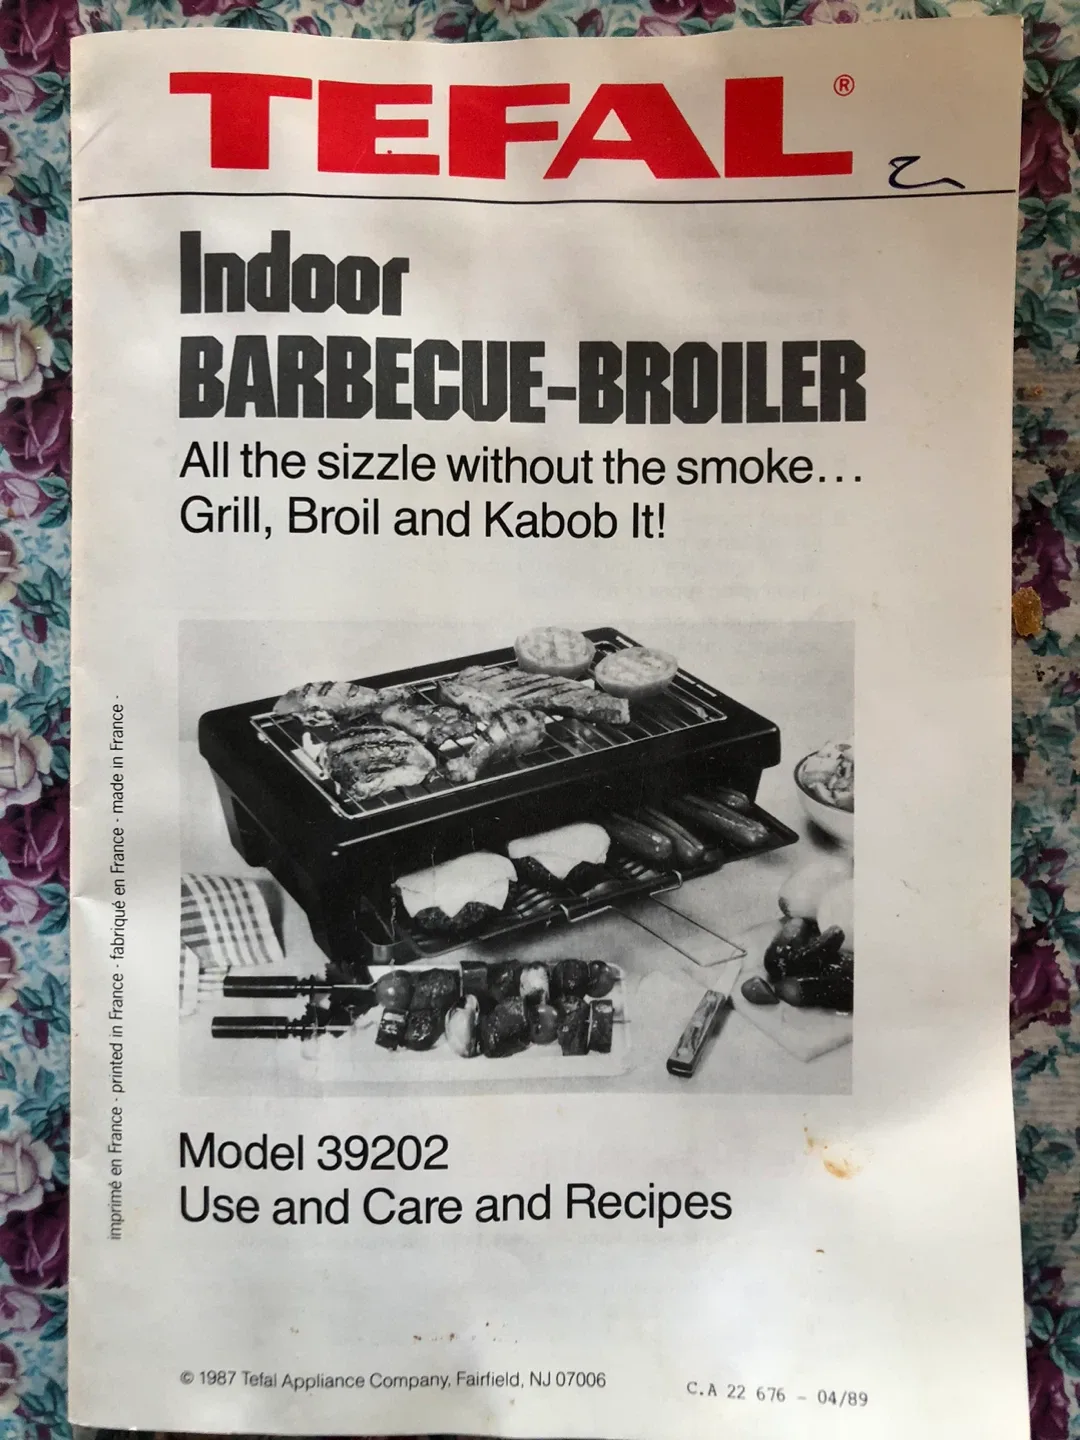 TEFAL®
Indoor
BARBECUE-BROILER
All the sizzle without the smoke...
Grill, Broil and Kabob It!
imprimé en France - printed in France - fabriqué en France - made in France -
Model 39202
Use and Care and Recipes
© 1987 Tefal Appliance Company, Fairfield, NJ 07006
C.A 22 676 - 04/89